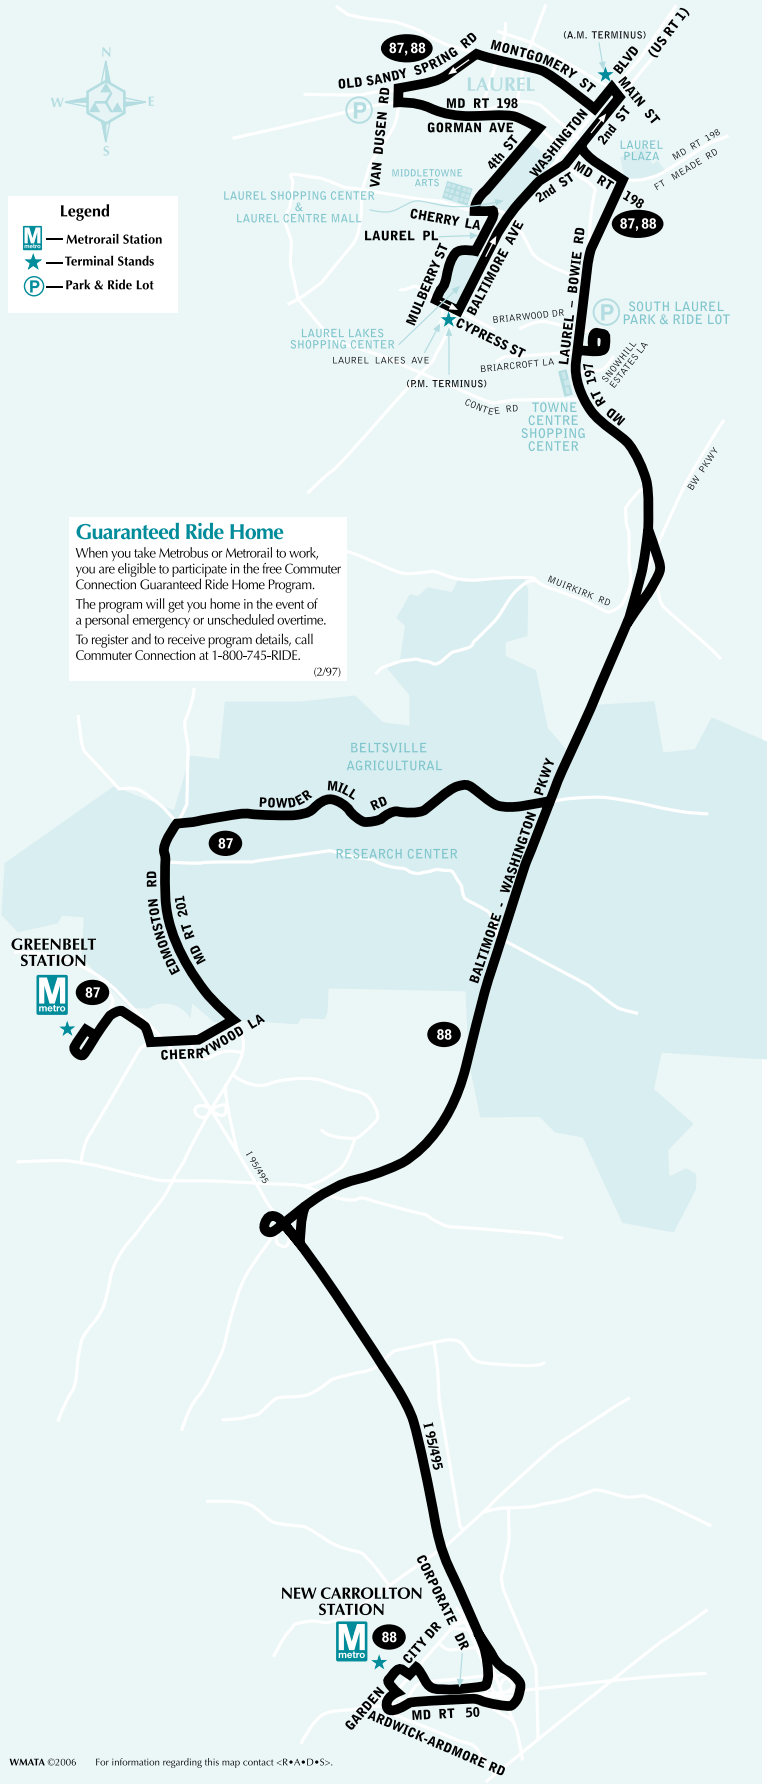 (A.M. TERMINUS)
BLVD
(US RT 1)
87, 88
MONTGOMERY ST
OLD SANDY SPRING RD
LAUREL
MAIN ST
N
W
E
S
P
MD RT 198
GORMAN AVE
VAN DUSEN RD
4th ST
WASHINGTON
2nd ST
LAUREL
PLAZA
MD RT 198
FT MEADE RD
MIDDLETOWNE
ARTS
2nd ST
MD RT 198
LAUREL SHOPPING CENTER
&
LAUREL CENTRE MALL
CHERRY LA
LAUREL PL
87, 88
Legend
M
metro
Metrorail Station
Terminal Stands
P
Park & Ride Lot
MULBERRY ST
BALTIMORE AVE
LAUREL - BOWIE RD
P
SOUTH LAUREL
PARK & RIDE LOT
BRIARWOOD DR
LAUREL LAKES
SHOPPING CENTER
CYPRESS ST
LAUREL LAKES AVE
BRIARCROFT LA
SNOWHILL
ESTATES LA
MD RT 197
(P.M. TERMINUS)
CONTEE RD
TOWNE
CENTRE
SHOPPING
CENTER
MD RT
BW PKWY
Guaranteed Ride Home
When you take Metrobus or Metrorail to work,
you are eligible to participate in the free Commuter
Connection Guaranteed Ride Home Program.
The program will get you home in the event of
a personal emergency or unscheduled overtime.
To register and to receive program details, call
Commuter Connection at 1-800-745-RIDE.
(2/97)
MUIRKIRK RD
BELTSVILLE
AGRICULTURAL
POWDER MILL RD
BALTIMORE - WASHINGTON PKWY
87
RESEARCH CENTER
EDMONSTON RD
MD RT 201
GREENBELT
STATION
M
metro
87
CHERRYWOOD LA
88
I 95/495
I 95/495
CORPORATE DR
NEW CARROLLTON
STATION
M
metro
88
GARDEN CITY DR
MD RT 50
ARDWICK-ARDMORE RD
WMATA ©2006 For information regarding this map contact <R•A•D•S>.